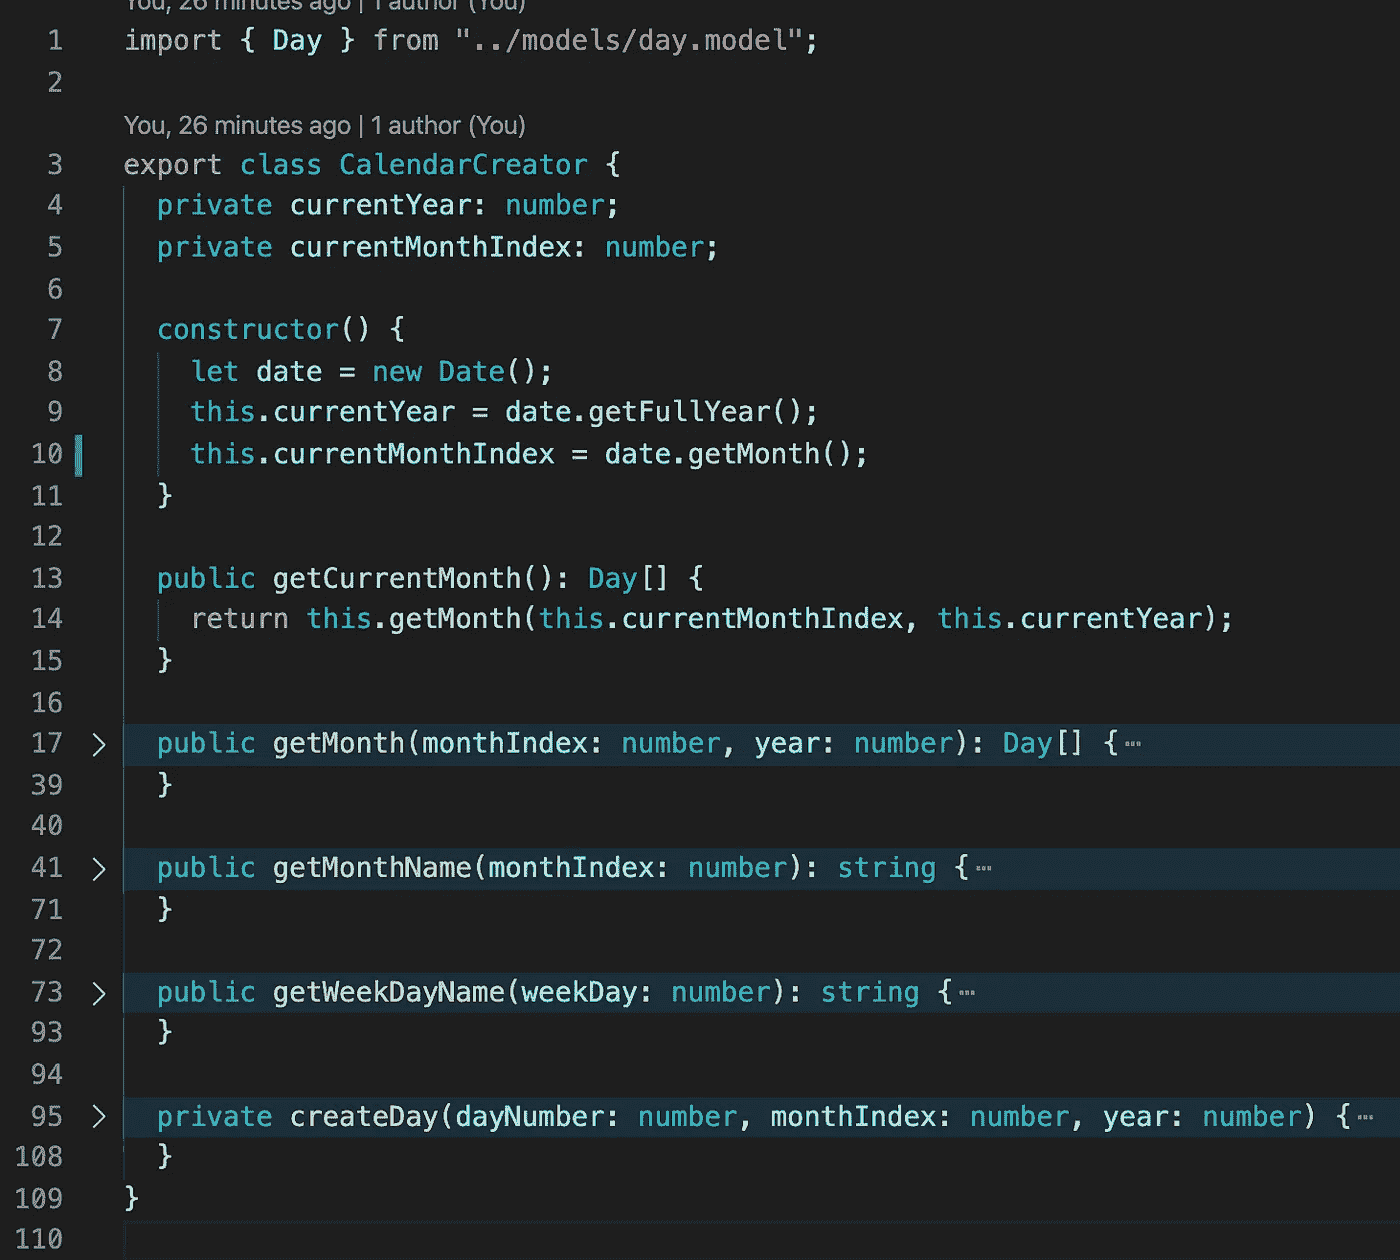 You, 26 minutes ago | 1 author (You)
1 import { Day } from "../models/day.model";
2
You, 26 minutes ago | 1 author (You)
3 export class CalendarCreator {
4 private currentYear: number;
5 private currentMonthIndex: number;
6
7 constructor() {
8 let date = new Date();
9 this.currentYear = date.getFullYear();
10 this.currentMonthIndex = date.getMonth();
11 }
12
13 public getCurrentMonth(): Day[] {
14 return this.getMonth(this.currentMonthIndex, this.currentYear);
15 }
16
17 public getMonth(monthIndex: number, year: number): Day[] {…
39 }
40
41 public getMonthName(monthIndex: number): string {…
71 }
72
73 public getWeekDayName(weekDay: number): string {…
93 }
94
95 private createDay(dayNumber: number, monthIndex: number, year: number) {…
108 }
109 }
110